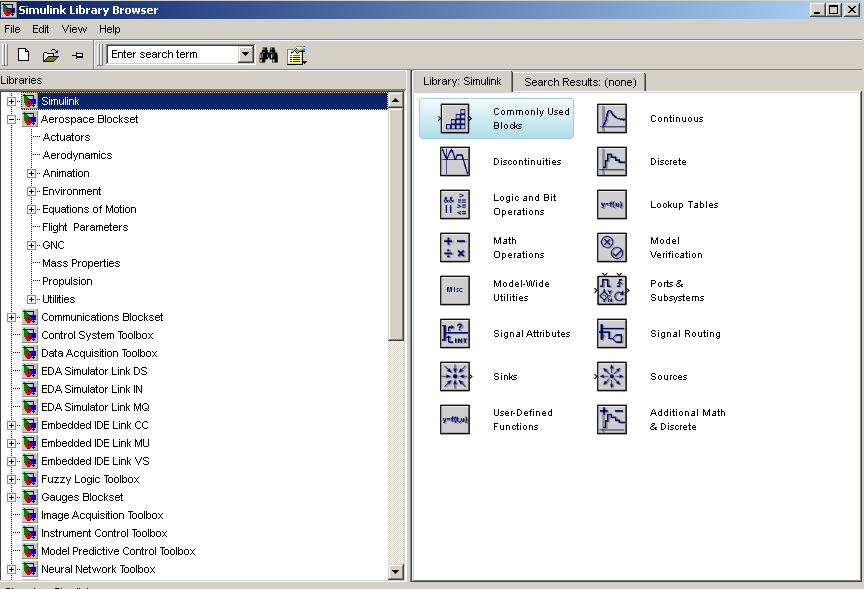 Simulink Library Browser
File Edit View Help
Enter search term
Libraries
Library: Simulink
Search Results: (none)
Simulink
Aerospace Blockset
Actuators
Aerodynamics
Animation
Environment
Equations of Motion
Flight Parameters
GNC
Mass Properties
Propulsion
Utilities
Communications Blockset
Control System Toolbox
Data Acquisition Toolbox
EDA Simulator Link DS
EDA Simulator Link IN
EDA Simulator Link MQ
Embedded IDE Link CC
Embedded IDE Link MU
Embedded IDE Link VS
Fuzzy Logic Toolbox
Gauges Blockset
Image Acquisition Toolbox
Instrument Control Toolbox
Model Predictive Control Toolbox
Neural Network Toolbox
Commonly Used
Blocks
Continuous
Discontinuities
Discrete
Logic and Bit
Operations
y=f(u)
Lookup Tables
Math
Operations
Model
Verification
Misc
Model-Wide
Utilities
Ports &
Subsystems
Signal Attributes
Signal Routing
Sinks
Sources
y=f(t,u)
User-Defined
Functions
Additional Math
& Discrete